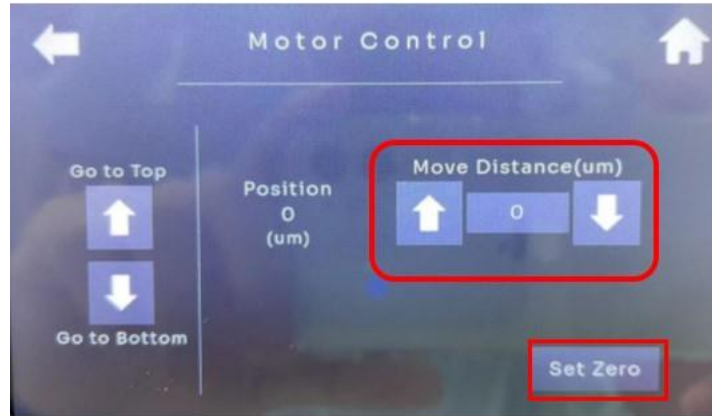 Motor Control
Go to Top
Go to Bottom
Position
0
(um)
Move Distance(um)
0
Set Zero